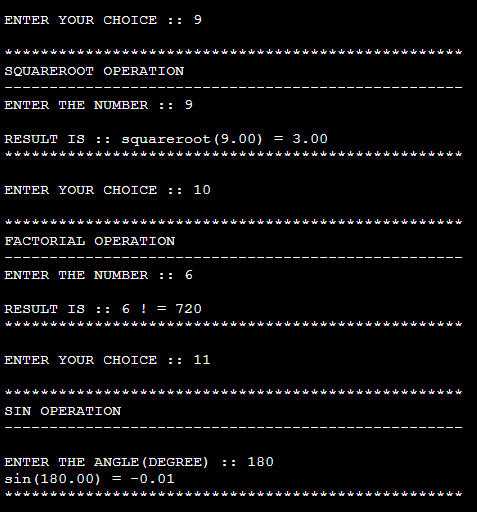 ENTER YOUR CHOICE :: 9
***************************************************
SQUAREROOT OPERATION
---------------------------------------------------
ENTER THE NUMBER :: 9
RESULT IS :: squareroot(9.00) = 3.00
***************************************************
ENTER YOUR CHOICE :: 10
***************************************************
FACTORIAL OPERATION
---------------------------------------------------
ENTER THE NUMBER :: 6
RESULT IS :: 6 ! = 720
***************************************************
ENTER YOUR CHOICE :: 11
***************************************************
SIN OPERATION
---------------------------------------------------
ENTER THE ANGLE(DEGREE) :: 180
sin(180.00) = -0.01
***************************************************